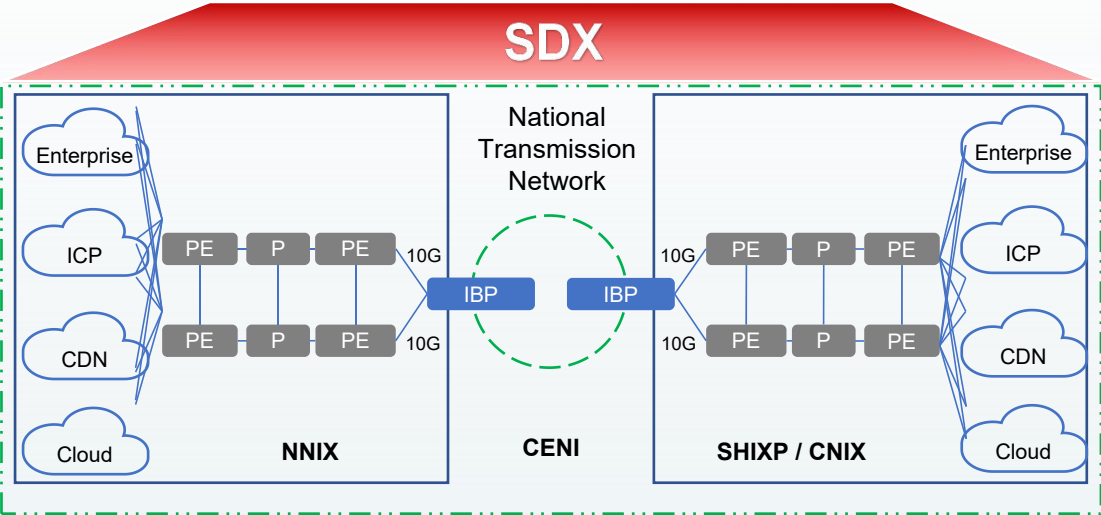 SDX
National
Transmission
Network
Enterprise
ICP
CDN
Cloud
PE P PE
PE P PE
10G
10G
IBP
NNIX
CENI
IBP
10G
10G
PE P PE
PE P PE
SHIXP / CNIX
Enterprise
ICP
CDN
Cloud